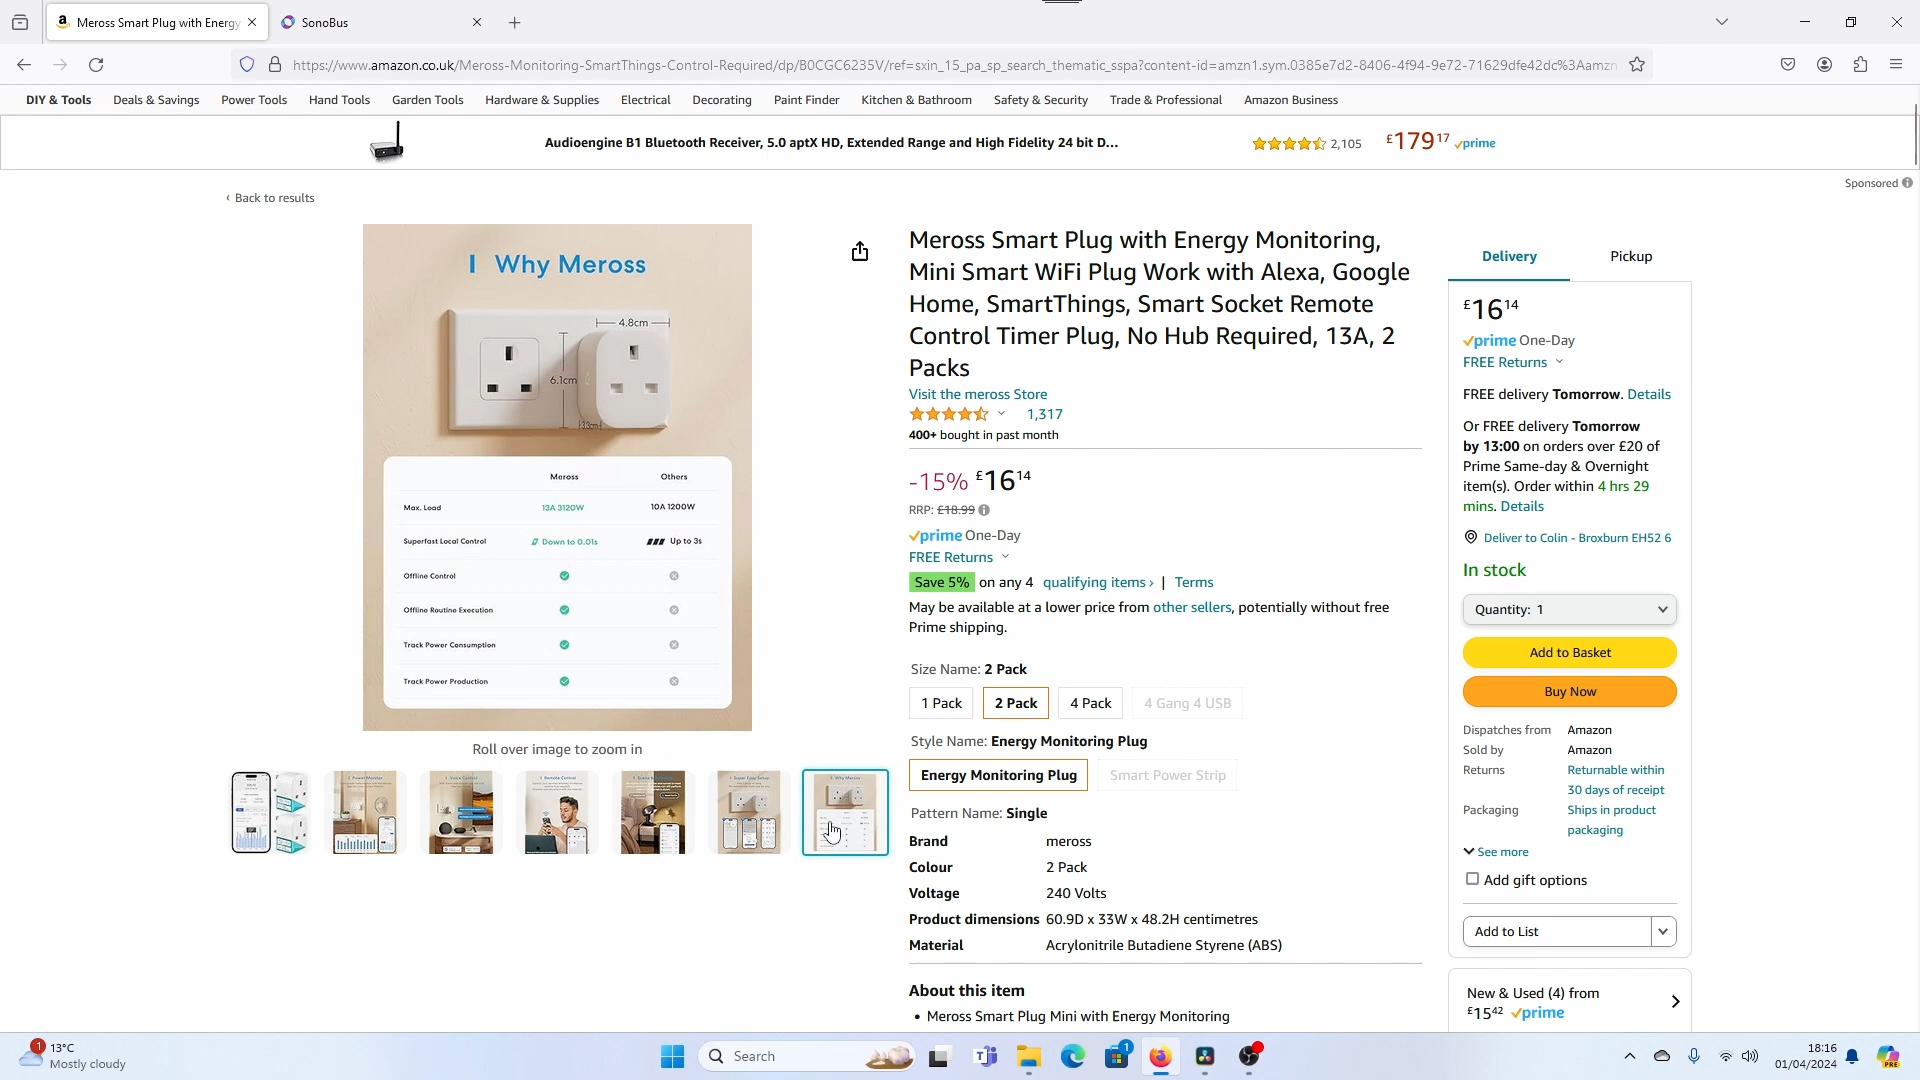 Meross Smart Plug with Energy
SonoBus
https://www.amazon.co.uk/Meross-Monitoring-SmartThings-Control-Required/dp/B0CGC6235V/ref=sxin_15_pa_sp_search_thematic_sspa?content-id=amzn1.sym.0385e7d2-8406-4f94-9e72-71629dfe42dc%3Aamzn
DIY & Tools Deals & Savings Power Tools Hand Tools Garden Tools Hardware & Supplies Electrical Decorating Paint Finder Kitchen & Bathroom Safety & Security Trade & Professional Amazon Business
Audioengine B1 Bluetooth Receiver, 5.0 aptX HD, Extended Range and High Fidelity 24 bit D... 2,105 £179 17 prime
Sponsored
‹ Back to results
Why Meross
4.8cm
6.1cm
3.3cm
Meross Others
Max. Load 13A 3120W 10A 1200W
Superfast Local Control Down to 0.01s Up to 3s
Offline Control
Offline Routine Execution
Track Power Consumption
Track Power Production
Roll over image to zoom in
Power Monitor
Voice Control
Remote Control
Super Easy Setup
Why Meross
Meross Smart Plug with Energy Monitoring,
Mini Smart WiFi Plug Work with Alexa, Google
Home, SmartThings, Smart Socket Remote
Control Timer Plug, No Hub Required, 13A, 2
Packs
Visit the meross Store
1,317
400+ bought in past month
-15% £16 14
RRP: £18.99
prime One-Day
FREE Returns
Save 5% on any 4 qualifying items › | Terms
May be available at a lower price from other sellers, potentially without free
Prime shipping.
Size Name: 2 Pack
1 Pack 2 Pack 4 Pack 4 Gang 4 USB
Style Name: Energy Monitoring Plug
Energy Monitoring Plug Smart Power Strip
Pattern Name: Single
Brand meross
Colour 2 Pack
Voltage 240 Volts
Product dimensions 60.9D x 33W x 48.2H centimetres
Material Acrylonitrile Butadiene Styrene (ABS)
About this item
• Meross Smart Plug Mini with Energy Monitoring
Delivery Pickup
£16 14
prime One-Day
FREE Returns
FREE delivery Tomorrow. Details
Or FREE delivery Tomorrow
by 13:00 on orders over £20 of
Prime Same-day & Overnight
item(s). Order within 4 hrs 29
mins. Details
Deliver to Colin - Broxburn EH52 6
In stock
Quantity: 1
Add to Basket
Buy Now
Dispatches from Amazon
Sold by Amazon
Returns Returnable within
30 days of receipt
Packaging Ships in product
packaging
See more
Add gift options
Add to List
New & Used (4) from
£15 42 prime
1
13°C
Mostly cloudy
Search
1
PRE
18:16
01/04/2024